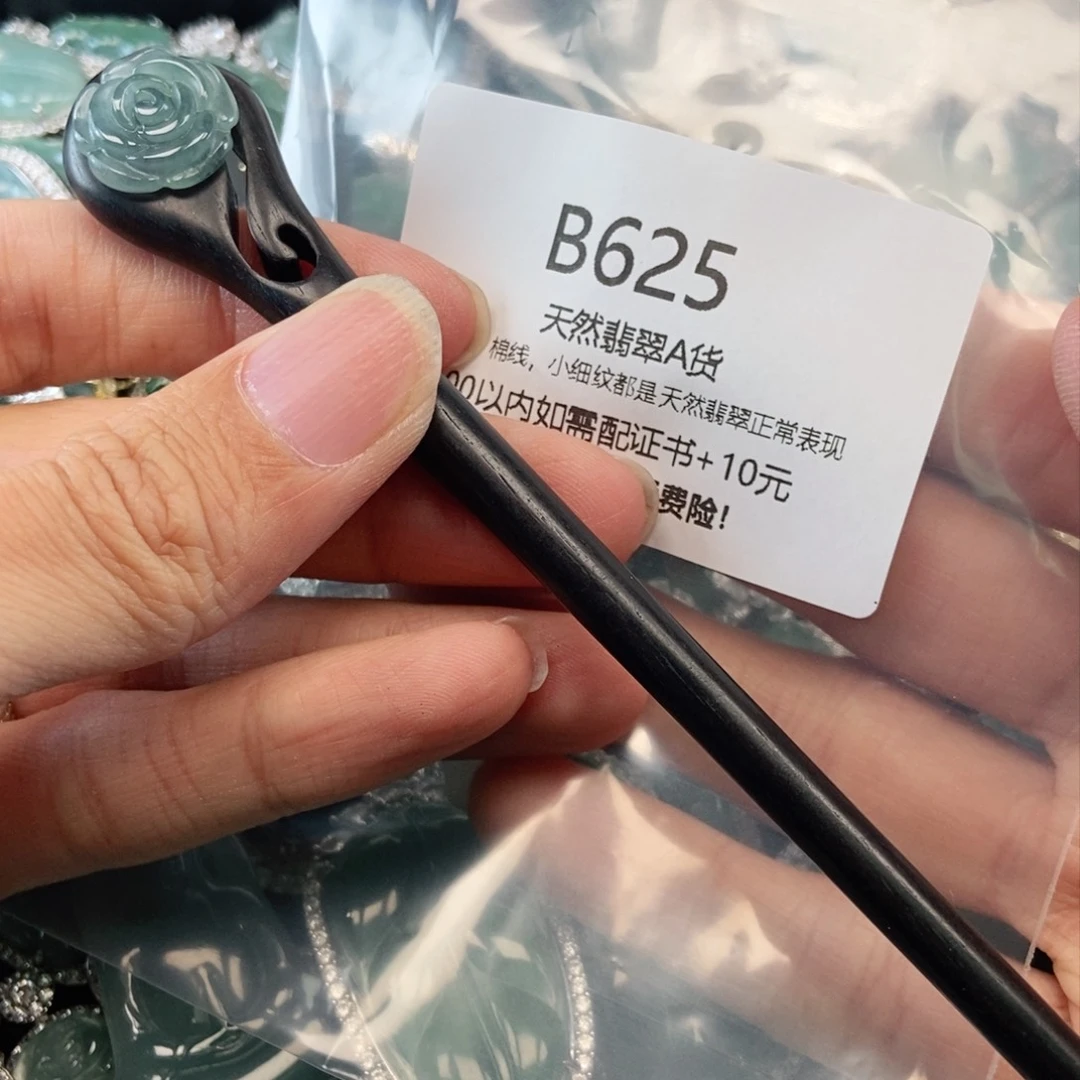 B625
天然翡翠A货
棉线，小细纹都是天然翡翠正常表现
00以内如需配证书+10元
费险！